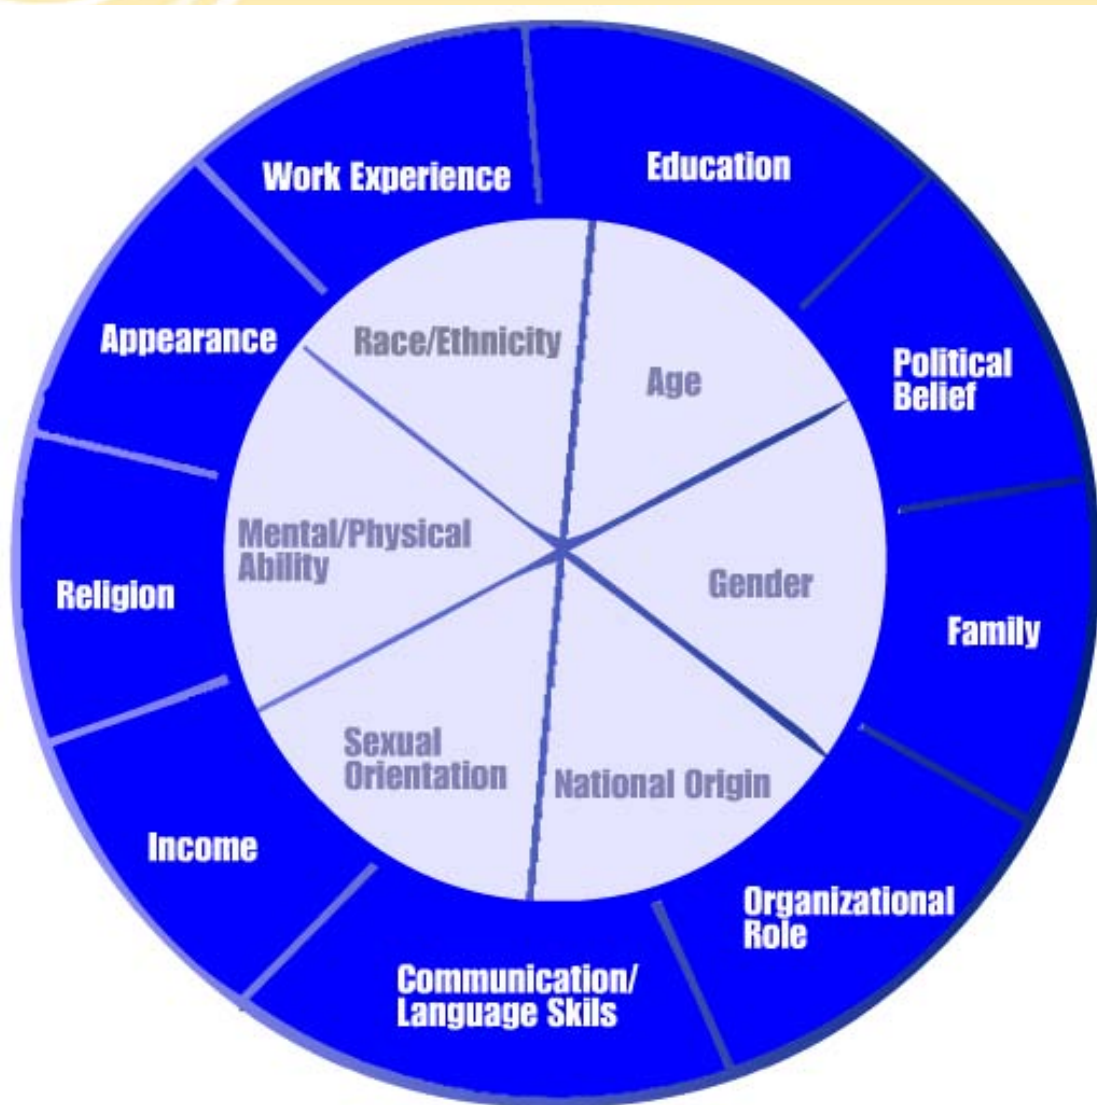 Education
Work Experience
Race/Ethnicity
Appearance
Age
Political
Belief
Mental/Physical
Ability
Gender
Religion
Family
Sexual
Orientation
National Origin
Income
Organizational
Role
Communication/
Language Skils